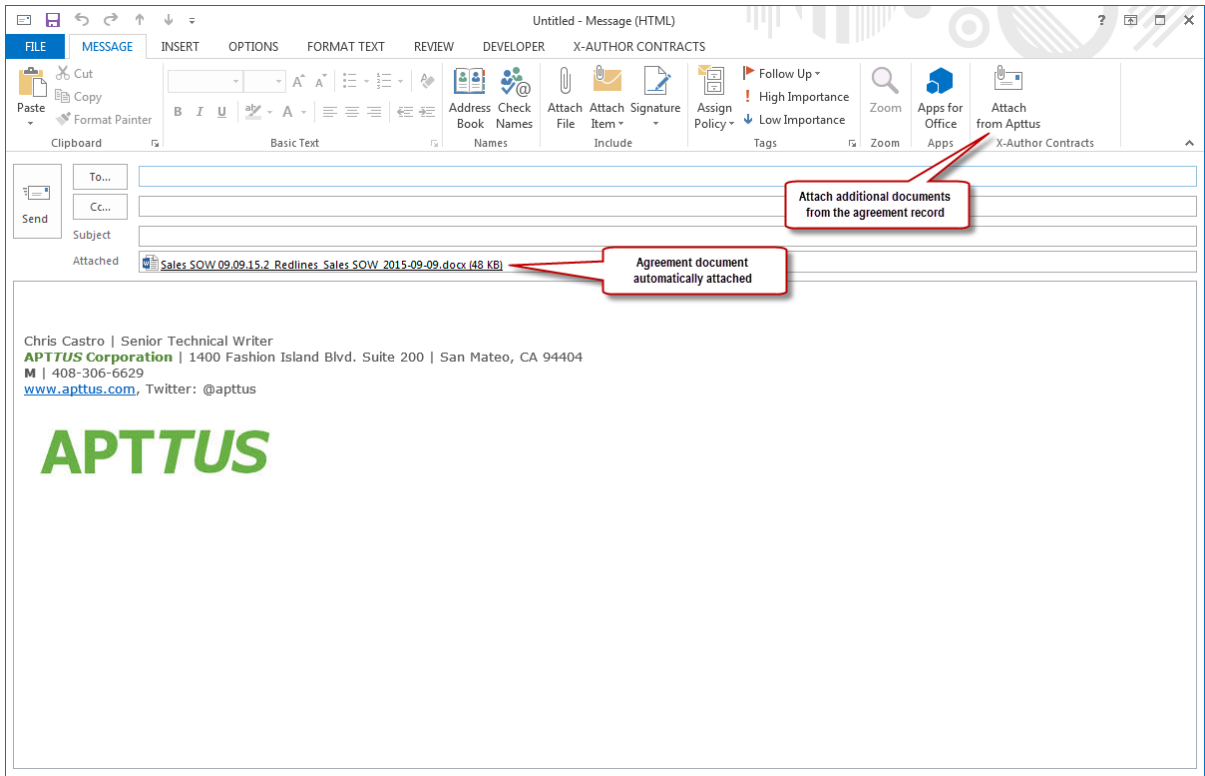 Untitled - Message (HTML)
?
FILE MESSAGE INSERT OPTIONS FORMAT TEXT REVIEW DEVELOPER X-AUTHOR CONTRACTS
Paste
Cut
Copy
Format Painter
Clipboard
B I U
Basic Text
Address Book
Check Names
Names
Attach File
Attach Item
Signature
Include
Assign Policy
Follow Up
High Importance
Low Importance
Tags
Zoom
Zoom
Apps for Office
Apps
Attach from Apttus
X-Author Contracts
Send
To...
Cc...
Subject
Attached
Sales SOW 09.09.15.2_Redlines_Sales SOW_2015-09-09.docx (48 KB)
Attach additional documents
from the agreement record
Agreement document
automatically attached
Chris Castro | Senior Technical Writer
APTTUS Corporation | 1400 Fashion Island Blvd. Suite 200 | San Mateo, CA 94404
M | 408-306-6629
www.apttus.com, Twitter: @apttus
APTTUS